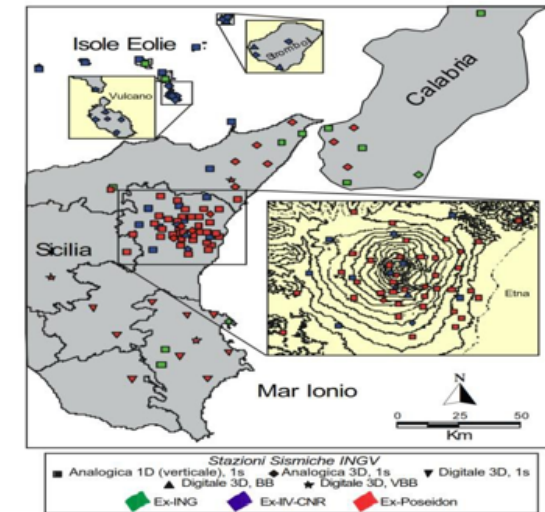 Isole Eolie
Stromboli
Vulcano
Calabria
Sicilia
Etna
Mar Ionio
N
0 25 50
Km
Stazioni Sismiche INGV
Analogica 1D (verticale), 1s Analogica 3D, 1s Digitale 3D, 1s
Digitale 3D, BB Digitale 3D, VBB
Ex-ING Ex-IIV-CNR Ex-Poseidon